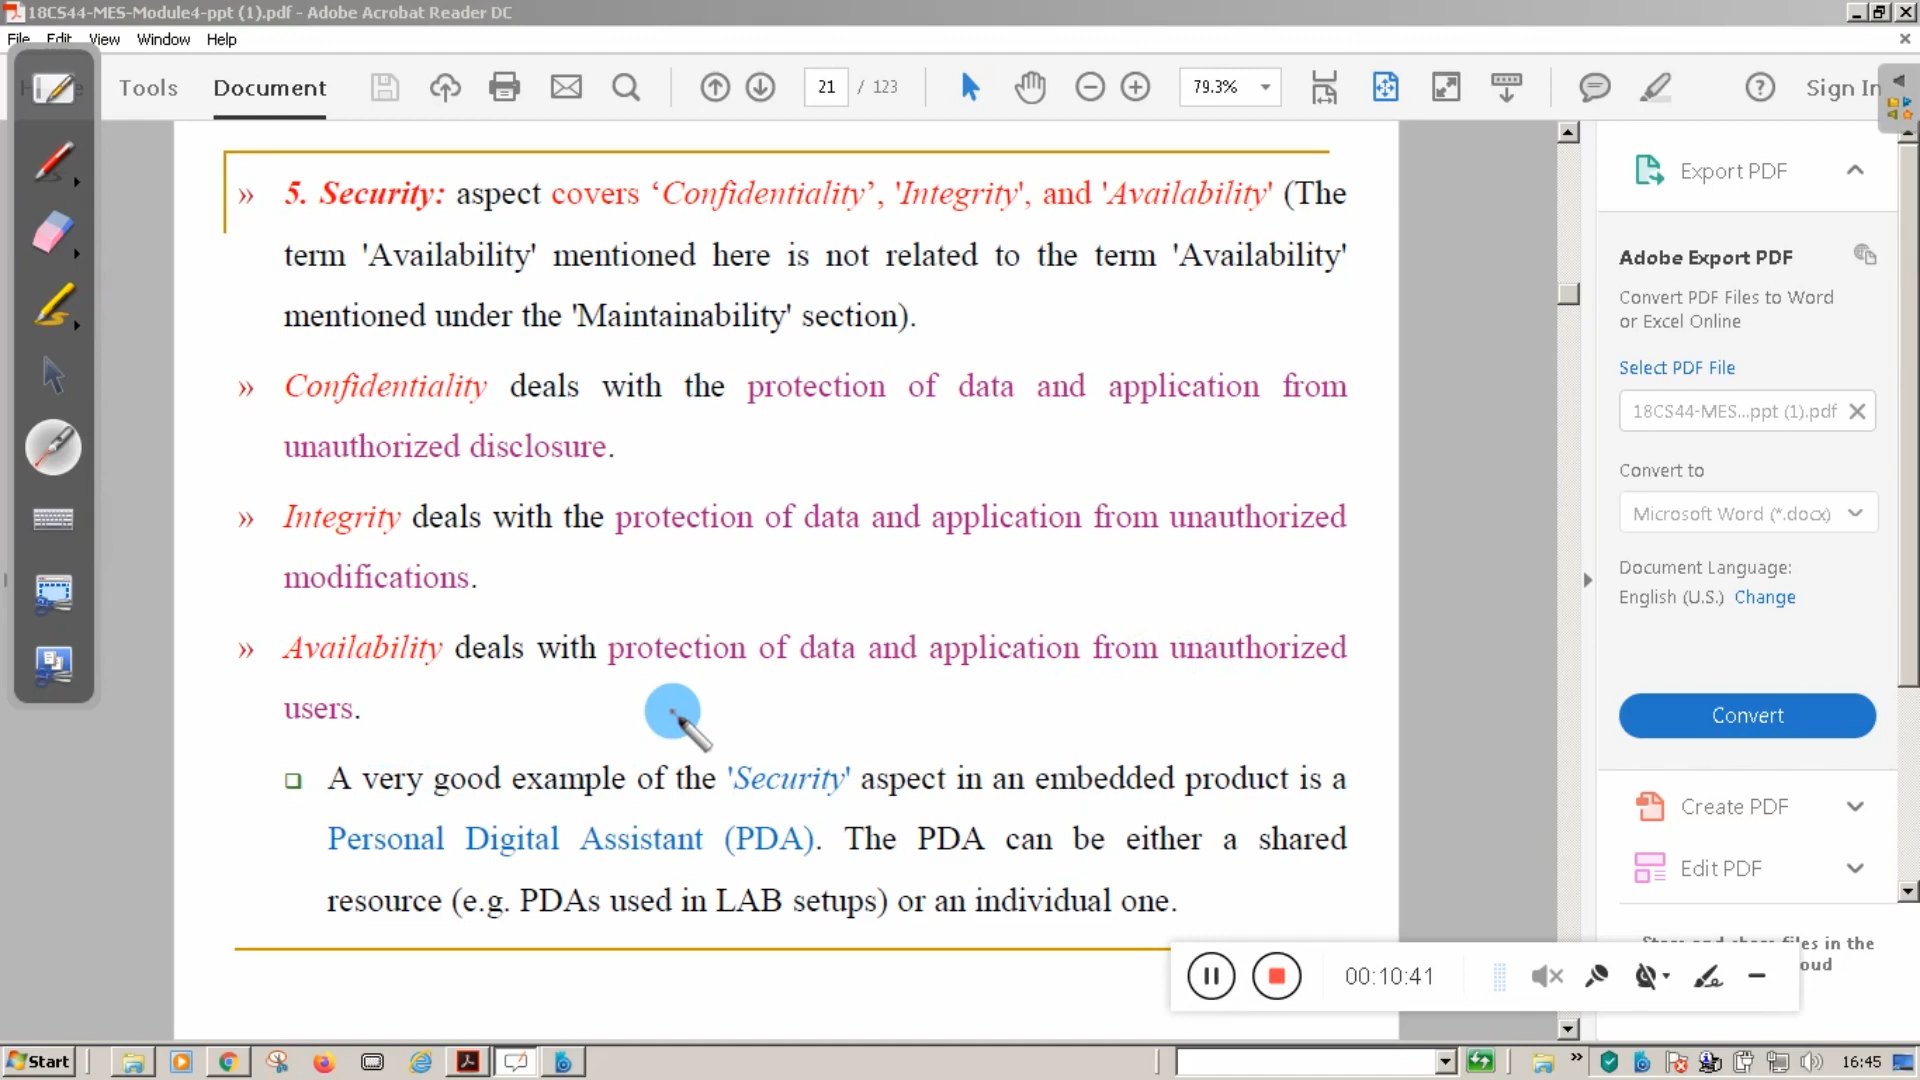 18CS44-MES-Module4-ppt (1).pdf - Adobe Acrobat Reader DC
File Edit View Window Help
Tools Document 21 / 123 79.3% Sign In
» 5. Security: aspect covers ‘Confidentiality’, 'Integrity', and 'Availability' (The
term 'Availability' mentioned here is not related to the term 'Availability'
mentioned under the 'Maintainability' section).
» Confidentiality deals with the protection of data and application from
unauthorized disclosure.
» Integrity deals with the protection of data and application from unauthorized
modifications.
» Availability deals with protection of data and application from unauthorized
users.
A very good example of the 'Security' aspect in an embedded product is a
Personal Digital Assistant (PDA). The PDA can be either a shared
resource (e.g. PDAs used in LAB setups) or an individual one.
Export PDF
Adobe Export PDF
Convert PDF Files to Word
or Excel Online
Select PDF File
18CS44-MES...ppt (1).pdf
Convert to
Microsoft Word (*.docx)
Document Language:
English (U.S.) Change
Convert
Create PDF
Edit PDF
files in the
00:10:41
Start
16:45